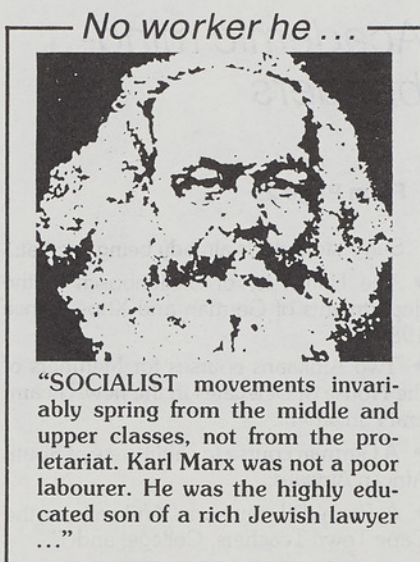 No worker he ...
“SOCIALIST movements invari-
ably spring from the middle and
upper classes, not from the pro-
letariat. Karl Marx was not a poor
labourer. He was the highly edu-
cated son of a rich Jewish lawyer
...”